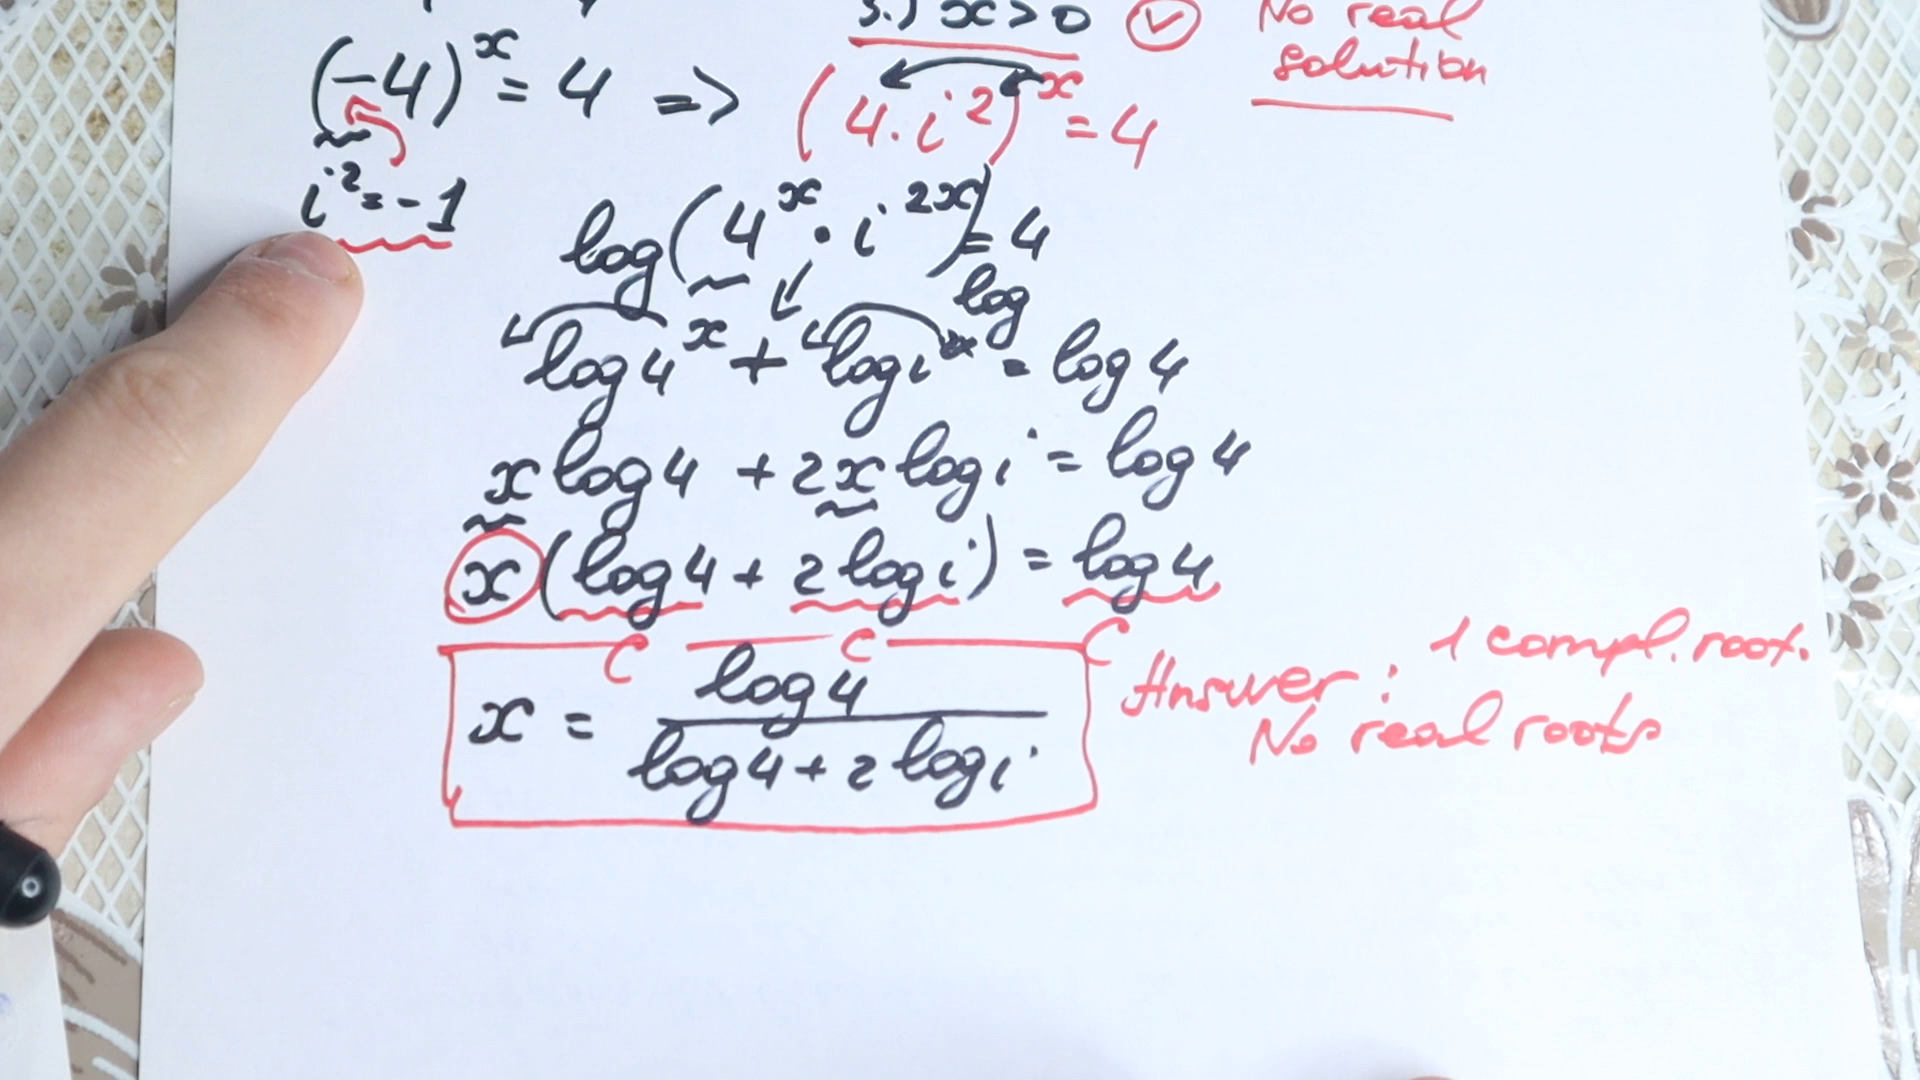 3.) x > 0 ✓ No real
solution
(-4)^x = 4 => (4·i^2)^x = 4
i^2 = -1
log(4^x · i^2x) = 4
log
log 4^x + log i^2x = log 4
x log 4 + 2x log i = log 4
x (log 4 + 2 log i) = log 4
C C C
x = log 4
log 4 + 2 log i
Answer: 1 compl. root.
No real roots